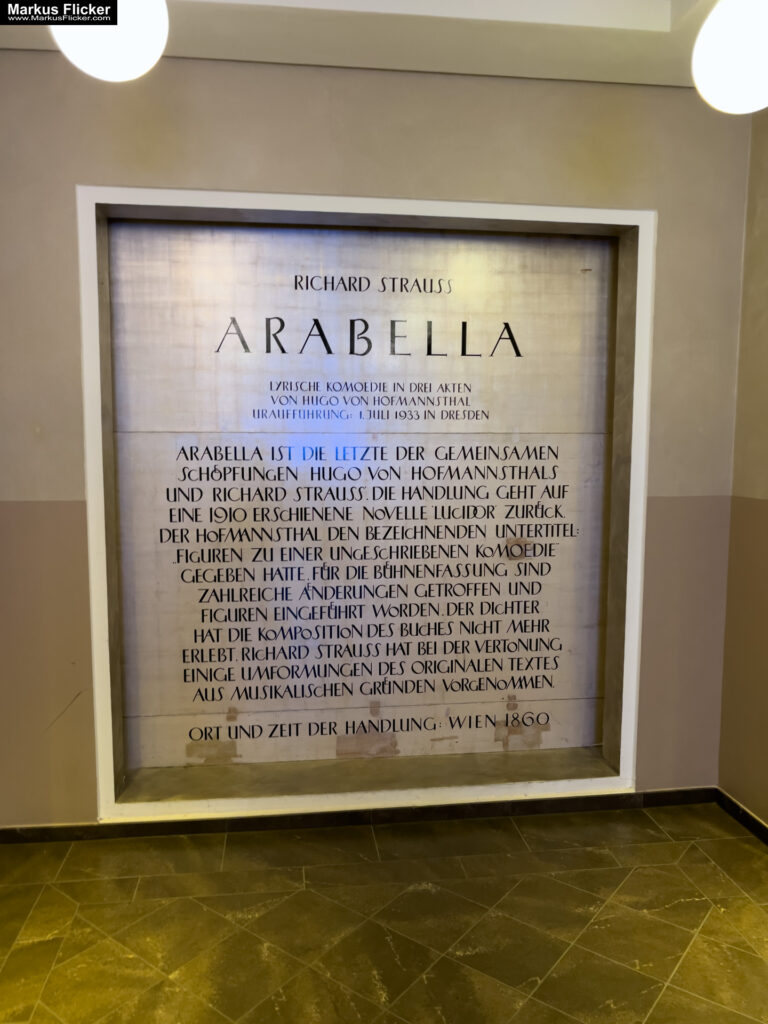 Markus Flicker
www.MarkusFlicker.com
RICHARD STRAUSS
ARABELLA
LYRISCHE KOMOEDIE IN DREI AKTEN
VON HUGO VON HOFMANNSTHAL
URAUFFÜHRUNG: 1. JULI 1933 IN DRESDEN
ARABELLA IST DIE LETZTE DER GEMEINSAMEN
SCHÖPFUNGEN HUGO VON HOFMANNSTHALS
UND RICHARD STRAUSS. DIE HANDLUNG GEHT AUF
EINE 1910 ERSCHIENENE NOVELLE "LUCIDOR" ZURÜCK.
DER HOFMANNSTHAL DEN BEZEICHNENDEN UNTERTITEL:
„FIGUREN ZU EINER UNGESCHRIEBENEN KOMOEDIE"
GEGEBEN HATTE. FÜR DIE BÜHNENFASSUNG SIND
ZAHLREICHE ÄNDERUNGEN GETROFFEN UND
FIGUREN EINGEFÜHRT WORDEN. DER DICHTER
HAT DIE KOMPOSITION DES BUCHES NICHT MEHR
ERLEBT. RICHARD STRAUSS HAT BEI DER VERTONUNG
EINIGE UMFORMUNGEN DES ORIGINALEN TEXTES
AUS MUSIKALISCHEN GRÜNDEN VORGENOMMEN.
ORT UND ZEIT DER HANDLUNG: WIEN 1860